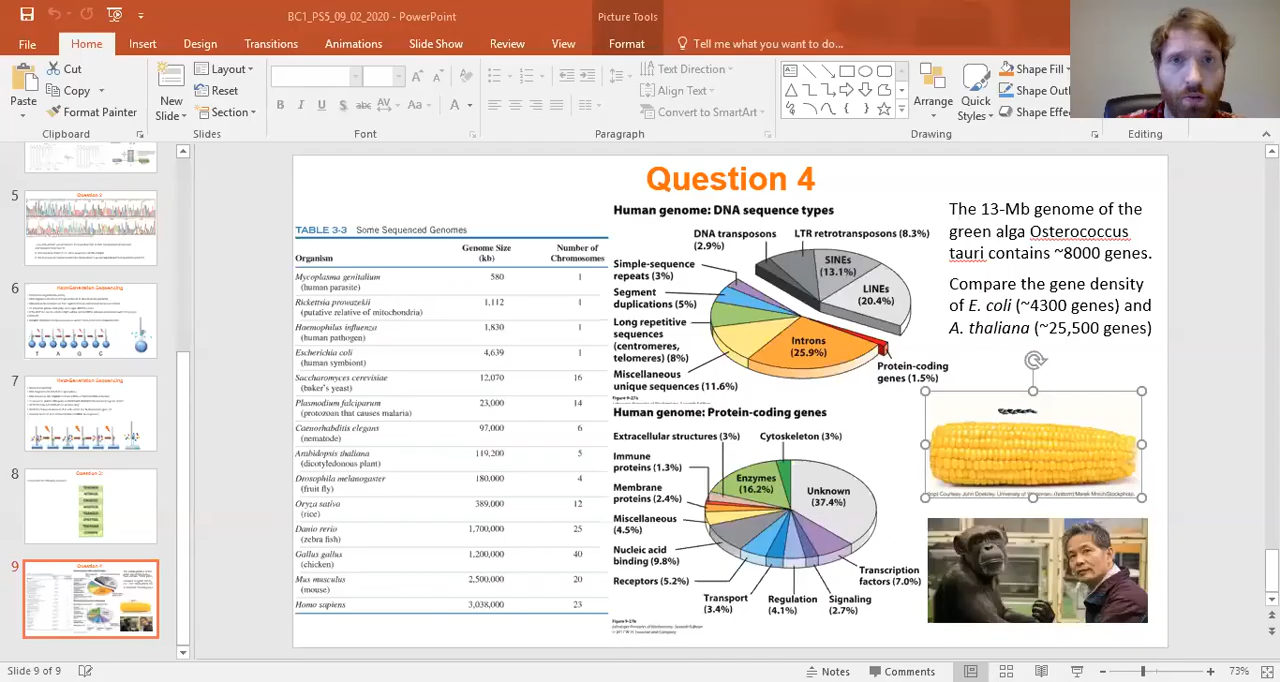 BC1_PS5_09_02_2020 - PowerPoint
Picture Tools
File
Home
Insert
Design
Transitions
Animations
Slide Show
Review
View
Format
Tell me what you want to do...
Paste
Cut
Copy
Format Painter
Clipboard
New
Slide
Layout
Reset
Section
Slides
B I U S abc AV Aa A
Font
Text Direction
Align Text
Convert to SmartArt
Paragraph
Arrange
Quick
Styles
Shape Fill
Shape Out
Shape Effe
Drawing
Editing
5
6
7
8
9
Question 4
TABLE 3-3 Some Sequenced Genomes
Organism
Genome Size
(kb)
Number of
Chromosomes
Mycoplasma genitalium
(human parasite)
580
1
Rickettsia prowazekii
(putative relative of mitochondria)
1,112
1
Haemophilus influenza
(human pathogen)
1,830
1
Escherichia coli
(human symbiont)
4,639
1
Saccharomyces cerevisiae
(baker's yeast)
12,070
16
Plasmodium falciparum
(protozoan that causes malaria)
23,000
14
Caenorhabditis elegans
(nematode)
97,000
6
Arabidopsis thaliana
(dicotyledonous plant)
119,200
5
Drosophila melanogaster
(fruit fly)
180,000
4
Oryza sativa
(rice)
389,000
12
Danio rerio
(zebra fish)
1,700,000
25
Gallus gallus
(chicken)
1,200,000
40
Mus musculus
(mouse)
2,500,000
20
Homo sapiens
3,038,000
23
Human genome: DNA sequence types
DNA transposons
(2.9%)
LTR retrotransposons (8.3%)
Simple-sequence
repeats (3%)
SINEs
(13.1%)
Segment
duplications (5%)
LINEs
(20.4%)
Long repetitive
sequences
(centromeres,
telomeres) (8%)
Introns
(25.9%)
Miscellaneous
unique sequences (11.6%)
Protein-coding
genes (1.5%)
Human genome: Protein-coding genes
Extracellular structures (3%)
Cytoskeleton (3%)
Immune
proteins (1.3%)
Enzymes
(16.2%)
Membrane
proteins (2.4%)
Unknown
(37.4%)
Miscellaneous
(4.5%)
Nucleic acid
binding (9.8%)
Receptors (5.2%)
Transport
(3.4%)
Regulation
(4.1%)
Signaling
(2.7%)
Transcription
factors (7.0%)
The 13-Mb genome of the
green alga Osterococcus
tauri contains ~8000 genes.
Compare the gene density
of E. coli (~4300 genes) and
A. thaliana (~25,500 genes)
Slide 9 of 9
Notes
Comments
73%